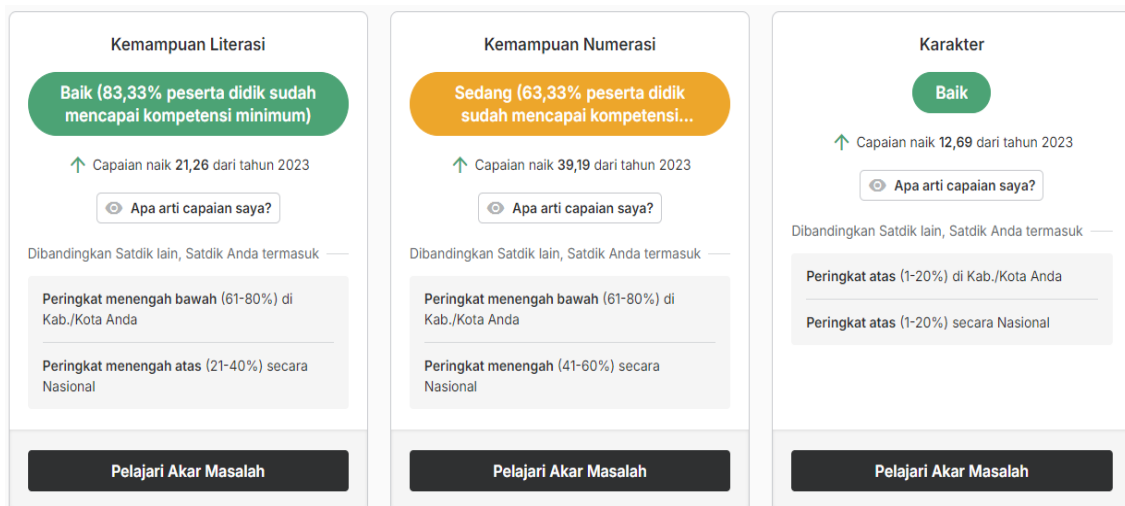 Kemampuan Literasi
Baik (83,33% peserta didik sudah
mencapai kompetensi minimum)
↑ Capaian naik 21,26 dari tahun 2023
Apa arti capaian saya?
Dibandingkan Satdik lain, Satdik Anda termasuk
Peringkat menengah bawah (61-80%) di
Kab./Kota Anda
Peringkat menengah atas (21-40%) secara
Nasional
Pelajari Akar Masalah
Kemampuan Numerasi
Sedang (63,33% peserta didik
sudah mencapai kompetensi...
↑ Capaian naik 39,19 dari tahun 2023
Apa arti capaian saya?
Dibandingkan Satdik lain, Satdik Anda termasuk
Peringkat menengah bawah (61-80%) di
Kab./Kota Anda
Peringkat menengah (41-60%) secara
Nasional
Pelajari Akar Masalah
Karakter
Baik
↑ Capaian naik 12,69 dari tahun 2023
Apa arti capaian saya?
Dibandingkan Satdik lain, Satdik Anda termasuk
Peringkat atas (1-20%) di Kab./Kota Anda
Peringkat atas (1-20%) secara Nasional
Pelajari Akar Masalah